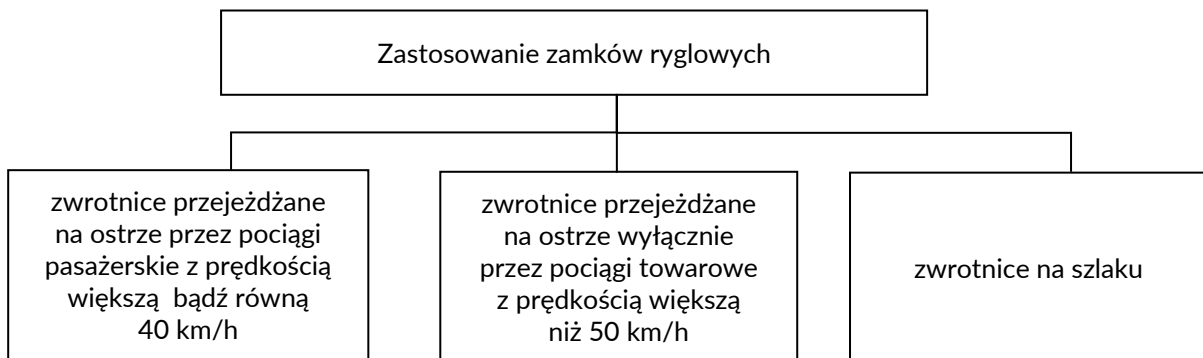 Zastosowanie zamków ryglowych
zwrotnice przejeżdżane
na ostrze przez pociągi
pasażerskie z prędkością
większą  bądź równą
40 km/h
zwrotnice przejeżdżane
na ostrze wyłącznie
przez pociągi towarowe
z prędkością większą
niż 50 km/h
zwrotnice na szlaku